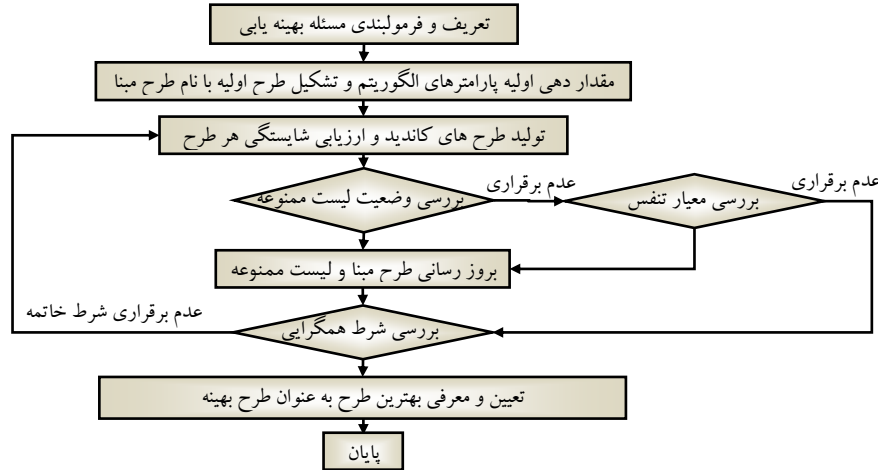 تعریف و فرمولبندی مسئله بهینه یابی
مقدار دهی اولیه پارامترهای الگوریتم و تشکیل طرح اولیه با نام طرح مبنا
تولید طرح های کاندید و ارزیابی شایستگی هر طرح
بررسی وضعیت لیست ممنوعه
عدم برقراری
بررسی معیار تنفس
عدم برقراری
بروز رسانی طرح مبنا و لیست ممنوعه
بررسی شرط همگرایی
عدم برقراری شرط خاتمه
تعیین و معرفی بهترین طرح به عنوان طرح بهینه
پایان